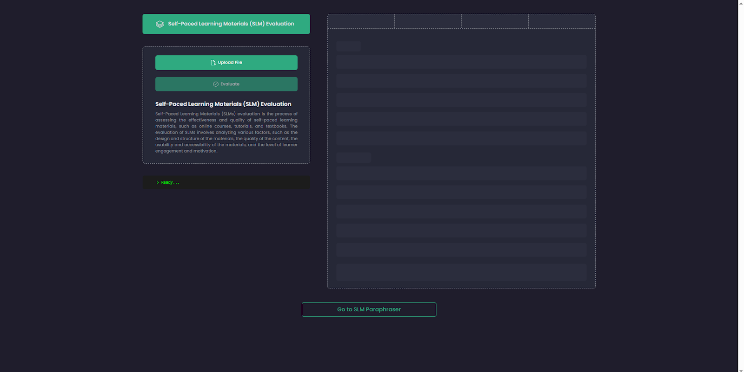 Self-Paced Learning Materials (SLM) Evaluation
Upload File
Evaluate
Self-Paced Learning Materials (SLM) Evaluation
Self-Paced Learning Materials (SLMs) evaluation is the process of
assessing the effectiveness and quality of self-paced learning
materials, such as online courses, tutorials, and textbooks. The
evaluation of SLMs involves analyzing various factors, such as the
design and structure of the materials, the quality of the content, the
usability and accessibility of the materials, and the level of learner
engagement and motivation.
> Ready. . .
Go to SLM Paraphraser